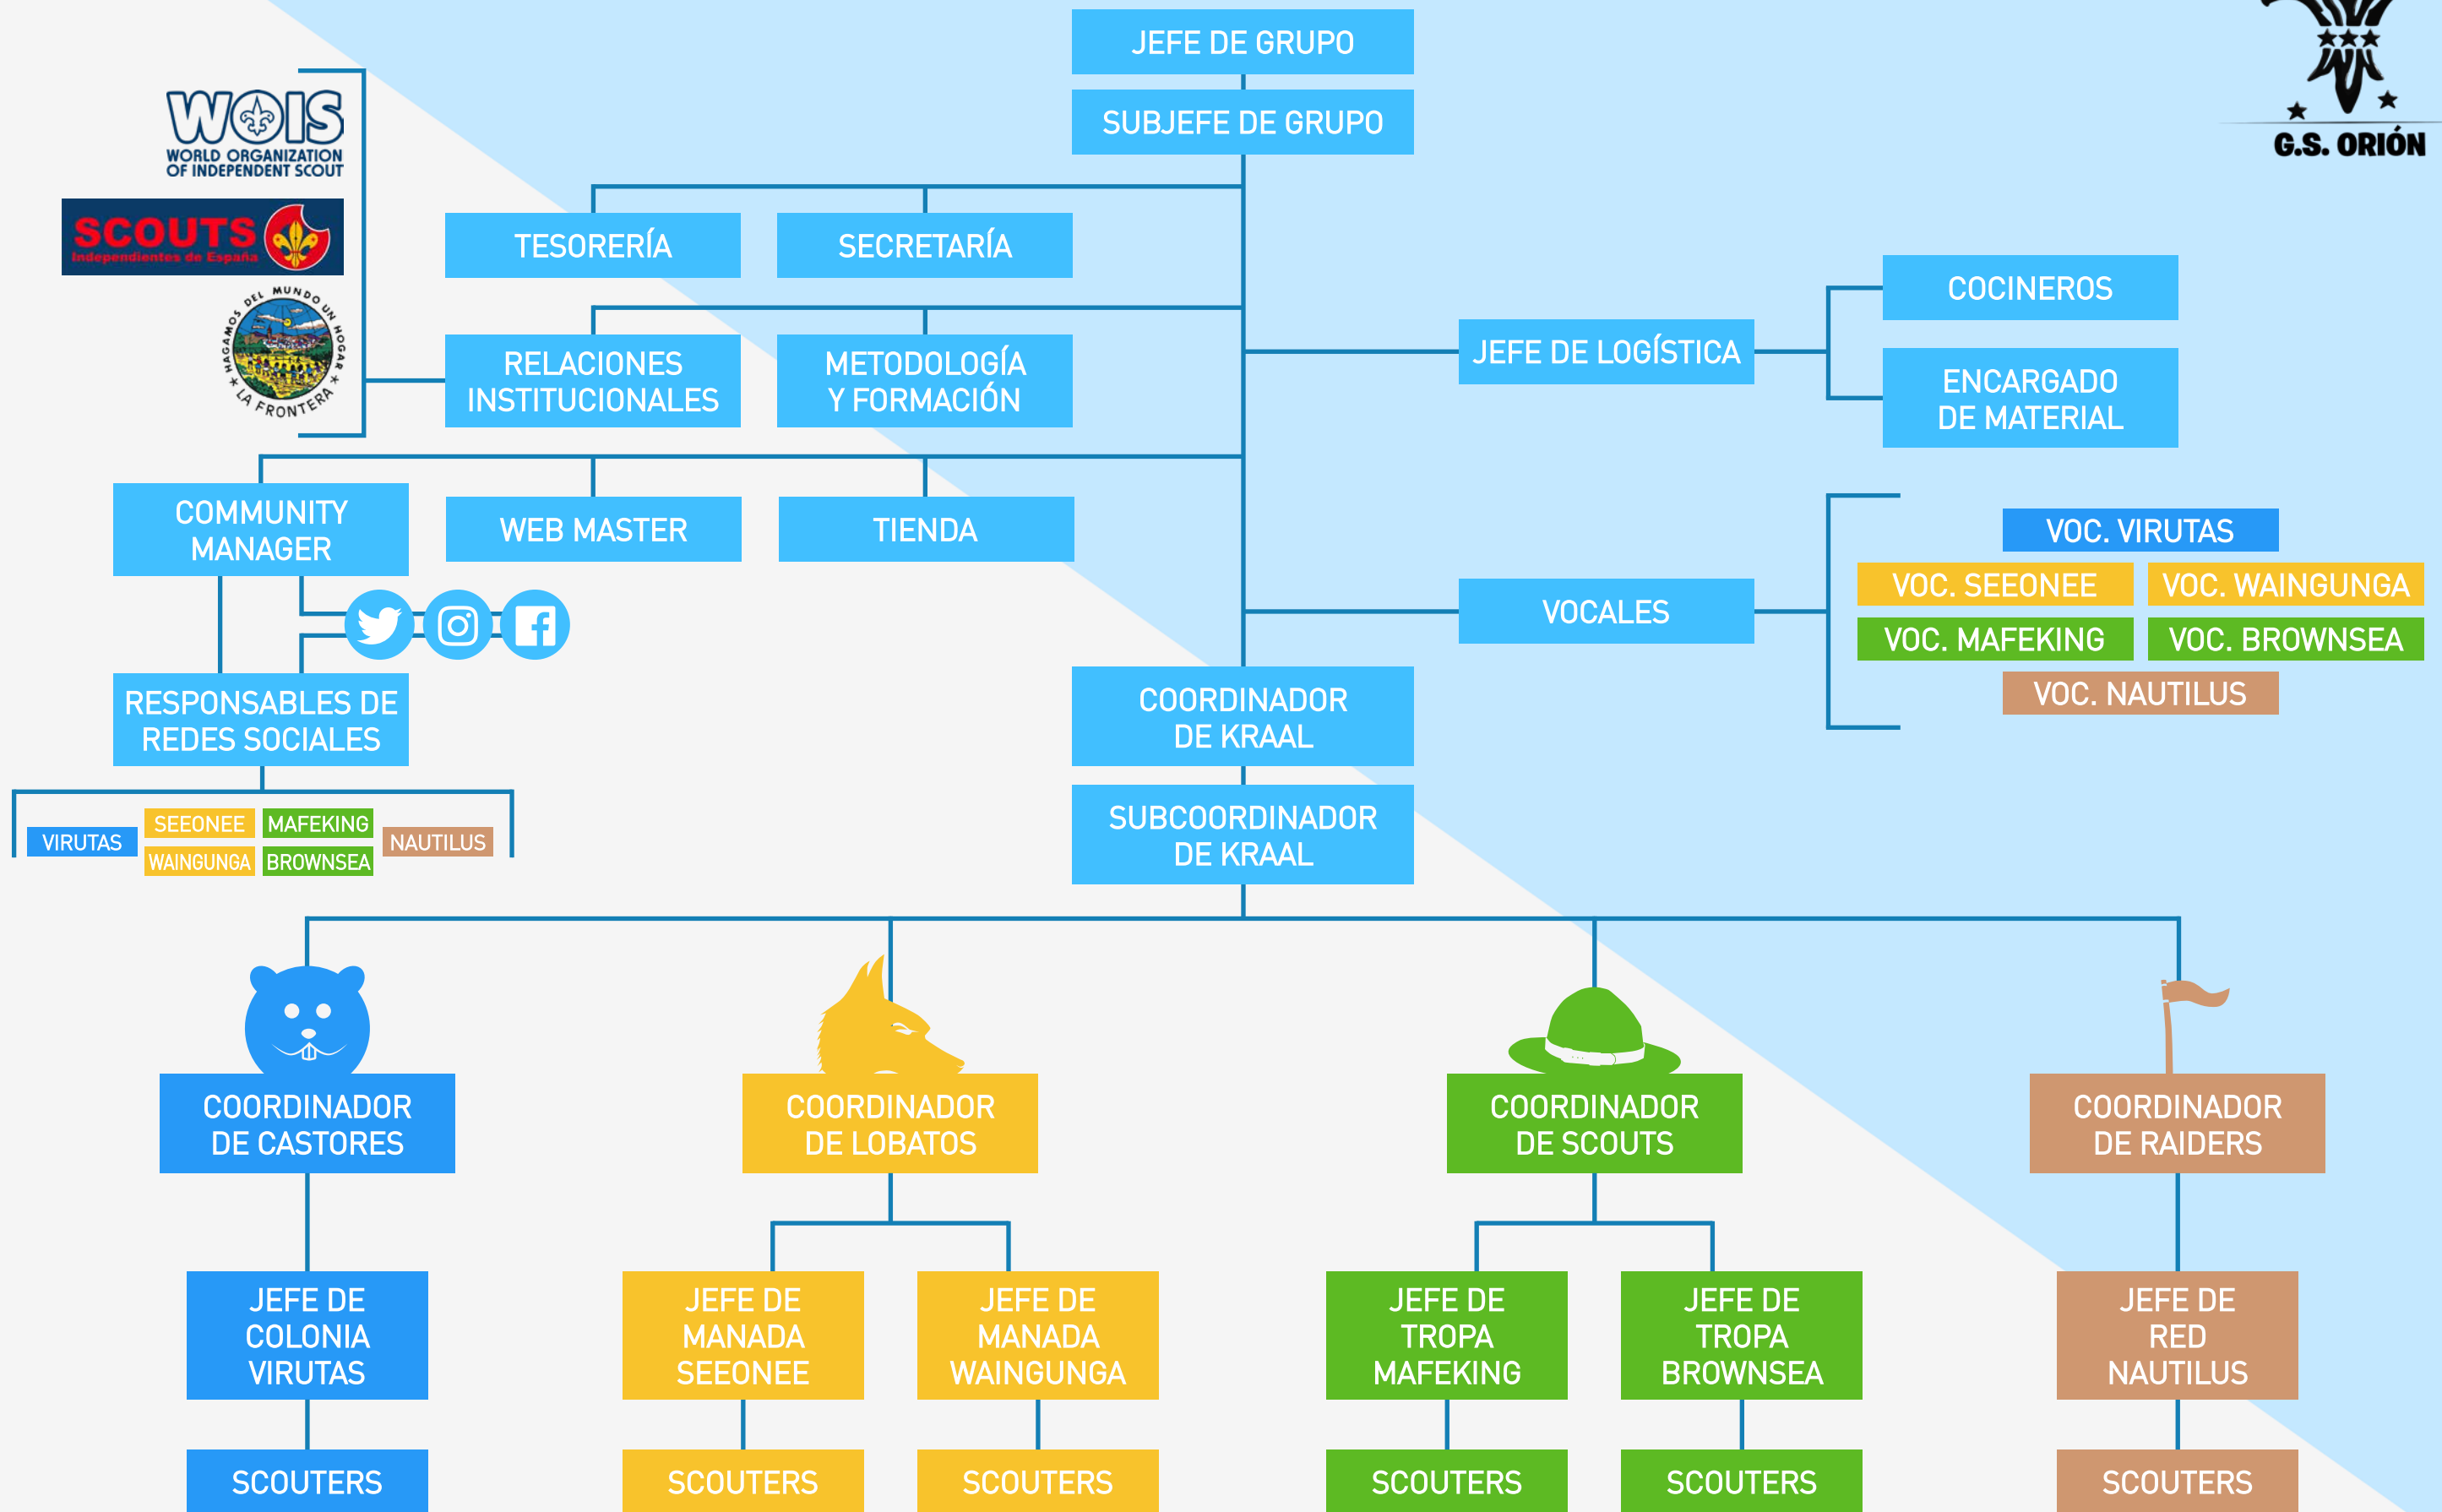 JEFE DE GRUPO
SUBJEFE DE GRUPO
G.S. ORIÓN
WOIS
WORLD ORGANIZATION
OF INDEPENDENT SCOUT
SCOUTS
Independientes de España
HAGAMOS DEL MUNDO UN HOGAR
LA FRONTERA
TESORERÍA
SECRETARÍA
RELACIONES
INSTITUCIONALES
METODOLOGÍA
Y FORMACIÓN
JEFE DE LOGÍSTICA
COCINEROS
ENCARGADO
DE MATERIAL
COMMUNITY
MANAGER
WEB MASTER
TIENDA
VOCALES
VOC. VIRUTAS
VOC. SEEONEE
VOC. WAINGUNGA
VOC. MAFEKING
VOC. BROWNSEA
VOC. NAUTILUS
RESPONSABLES DE
REDES SOCIALES
VIRUTAS
SEEONEE
MAFEKING
WAINGUNGA
BROWNSEA
NAUTILUS
COORDINADOR
DE KRAAL
SUBCOORDINADOR
DE KRAAL
COORDINADOR
DE CASTORES
COORDINADOR
DE LOBATOS
COORDINADOR
DE SCOUTS
COORDINADOR
DE RAIDERS
JEFE DE
COLONIA
VIRUTAS
JEFE DE
MANADA
SEEONEE
JEFE DE
MANADA
WAINGUNGA
JEFE DE
TROPA
MAFEKING
JEFE DE
TROPA
BROWNSEA
JEFE DE
RED
NAUTILUS
SCOUTERS
SCOUTERS
SCOUTERS
SCOUTERS
SCOUTERS
SCOUTERS